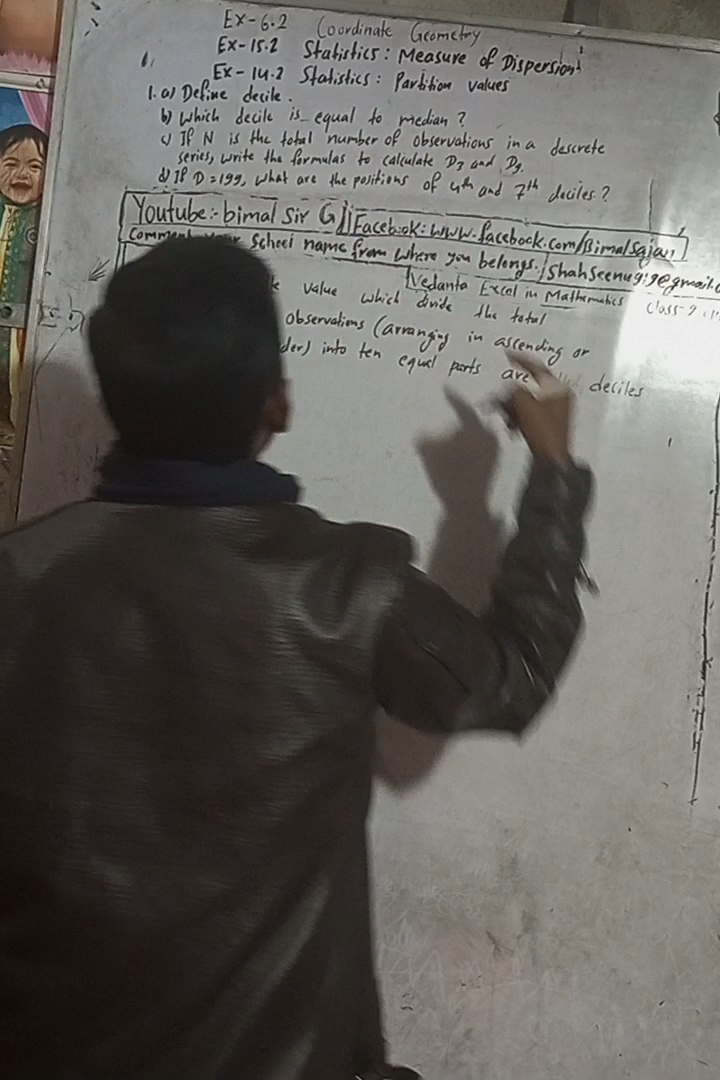 Ex-6.2 Coordinate Geometry
Ex-15.2 Statistics: Measure of Dispersion
Ex-14.2 Statistics: Partition values
1. a) Define decile.
b) Which decile is equal to median?
c) If N is the total number of observations in a descrete
series, write the formulas to calculate D7 and D9.
d) If D=199, what are the positions of 4th and 7th deciles?
Youtube:- bimal Sir G Facebook: www.facebook.com/Bimalsajan
Comment your School name from where you belongs.
Vedanta Excel in Mathematics Class-9
value which divide the total
observations (arranging in ascending or
der) into ten equal parts are deciles